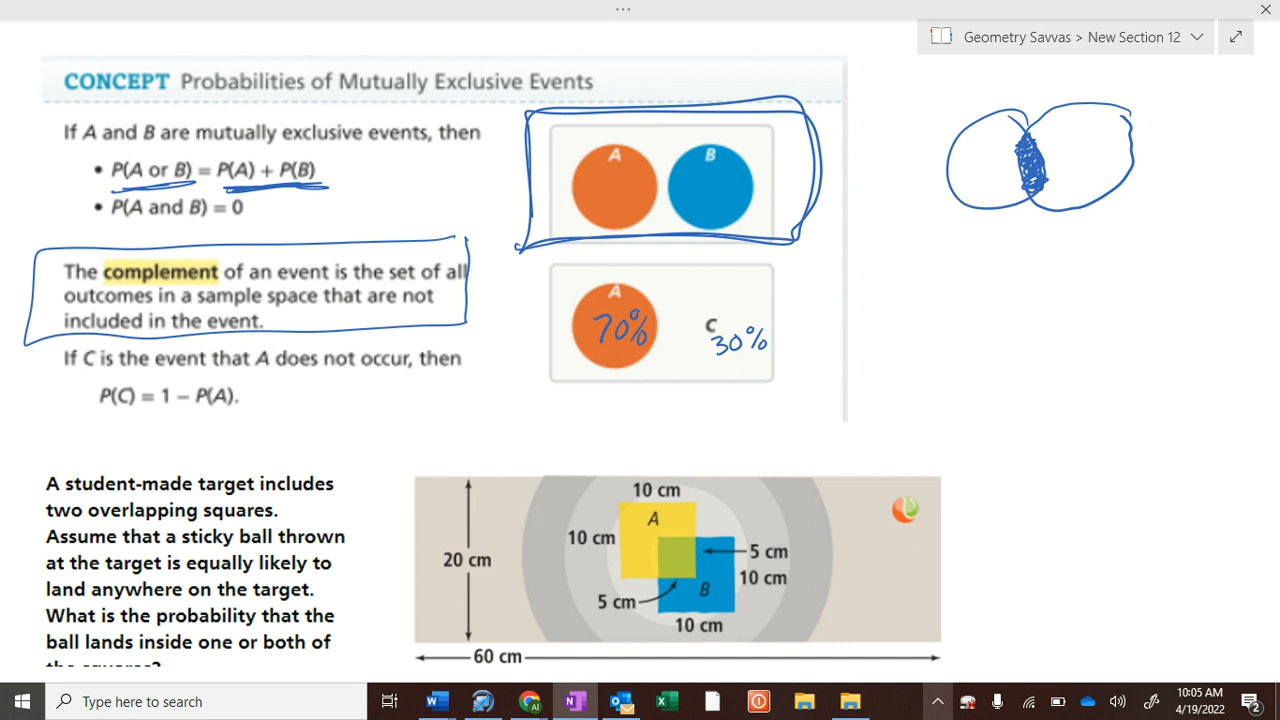 ...
Geometry Savvas > New Section 12
CONCEPT Probabilities of Mutually Exclusive Events
If A and B are mutually exclusive events, then
• P(A or B) = P(A) + P(B)
• P(A and B) = 0
A
B
The complement of an event is the set of all
outcomes in a sample space that are not
included in the event.
If C is the event that A does not occur, then
P(C) = 1 – P(A).
A
70%
C
30%
A student-made target includes
two overlapping squares.
Assume that a sticky ball thrown
at the target is equally likely to
land anywhere on the target.
What is the probability that the
ball lands inside one or both of
the squares?
10 cm
A
10 cm
20 cm
5 cm
10 cm
B
5 cm
10 cm
60 cm
Type here to search
10:05 AM
4/19/2022
2